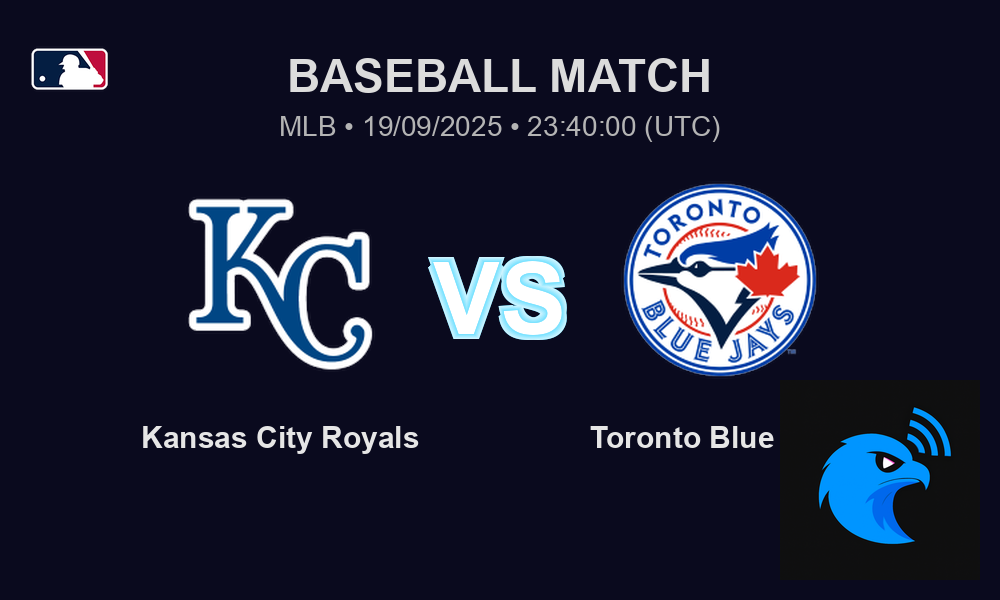 BASEBALL MATCH
MLB • 19/09/2025 • 23:40:00 (UTC)
KC
VS
TORONTO
BLUE JAYS
TM
Kansas City Royals
Toronto Blue